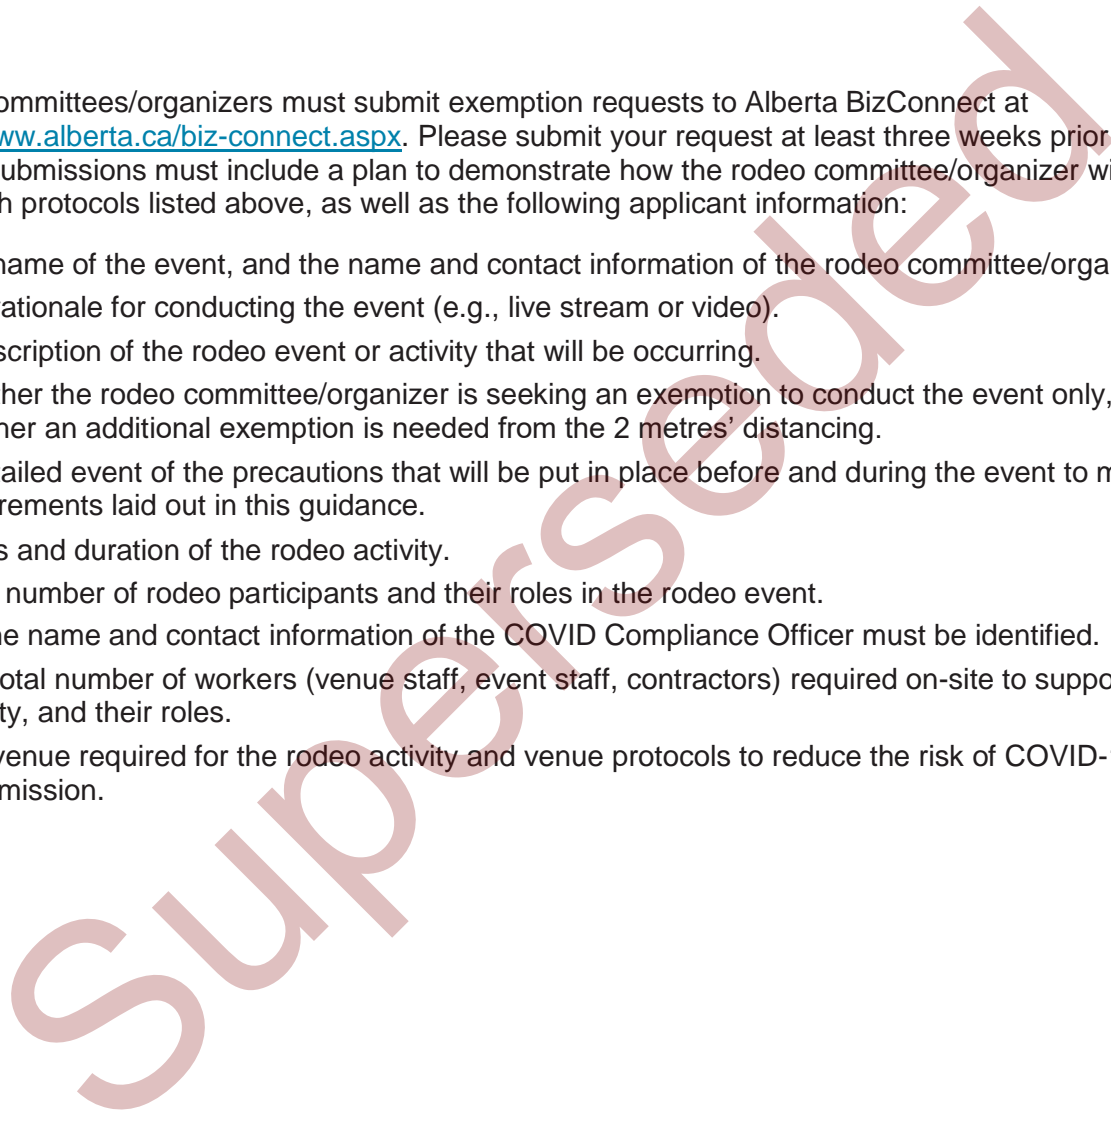 ommittees/organizers must submit exemption requests to Alberta BizConnect at
ww.alberta.ca/biz-connect.aspx. Please submit your request at least three weeks prior
ubmissions must include a plan to demonstrate how the rodeo committee/organizer wi
h protocols listed above, as well as the following applicant information:
name of the event, and the name and contact information of the rodeo committee/orga
ationale for conducting the event (e.g., live stream or video).
scription of the rodeo event or activity that will be occurring.
ther the rodeo committee/organizer is seeking an exemption to conduct the event only,
her an additional exemption is needed from the 2 metres’ distancing.
ailed event of the precautions that will be put in place before and during the event to m
rements laid out in this guidance.
s and duration of the rodeo activity.
number of rodeo participants and their roles in the rodeo event.
he name and contact information of the COVID Compliance Officer must be identified.
otal number of workers (venue staff, event staff, contractors) required on-site to suppo
ty, and their roles.
venue required for the rodeo activity and venue protocols to reduce the risk of COVID-
mission.
Superseded